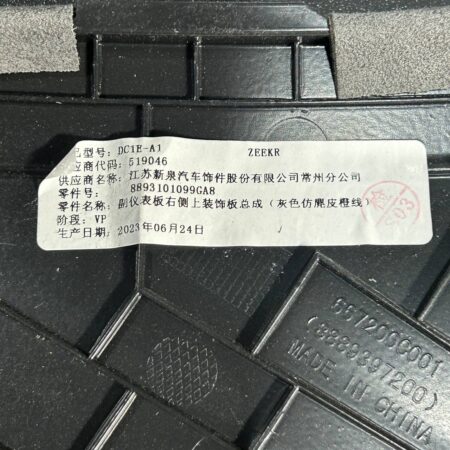 品型号: DC1E-A1 ZEEKR
应商代码: 519046
供应商名称: 江苏新泉汽车饰件股份有限公司常州分公司
零件号: 8893101099GA8
零件名称: 副仪表板右侧上装饰板总成（灰色仿麂皮橙线）
阶段: VP
生产日期: 2023年06月24日 /
03
667200C001
(8889397200)
MADE IN CHINA